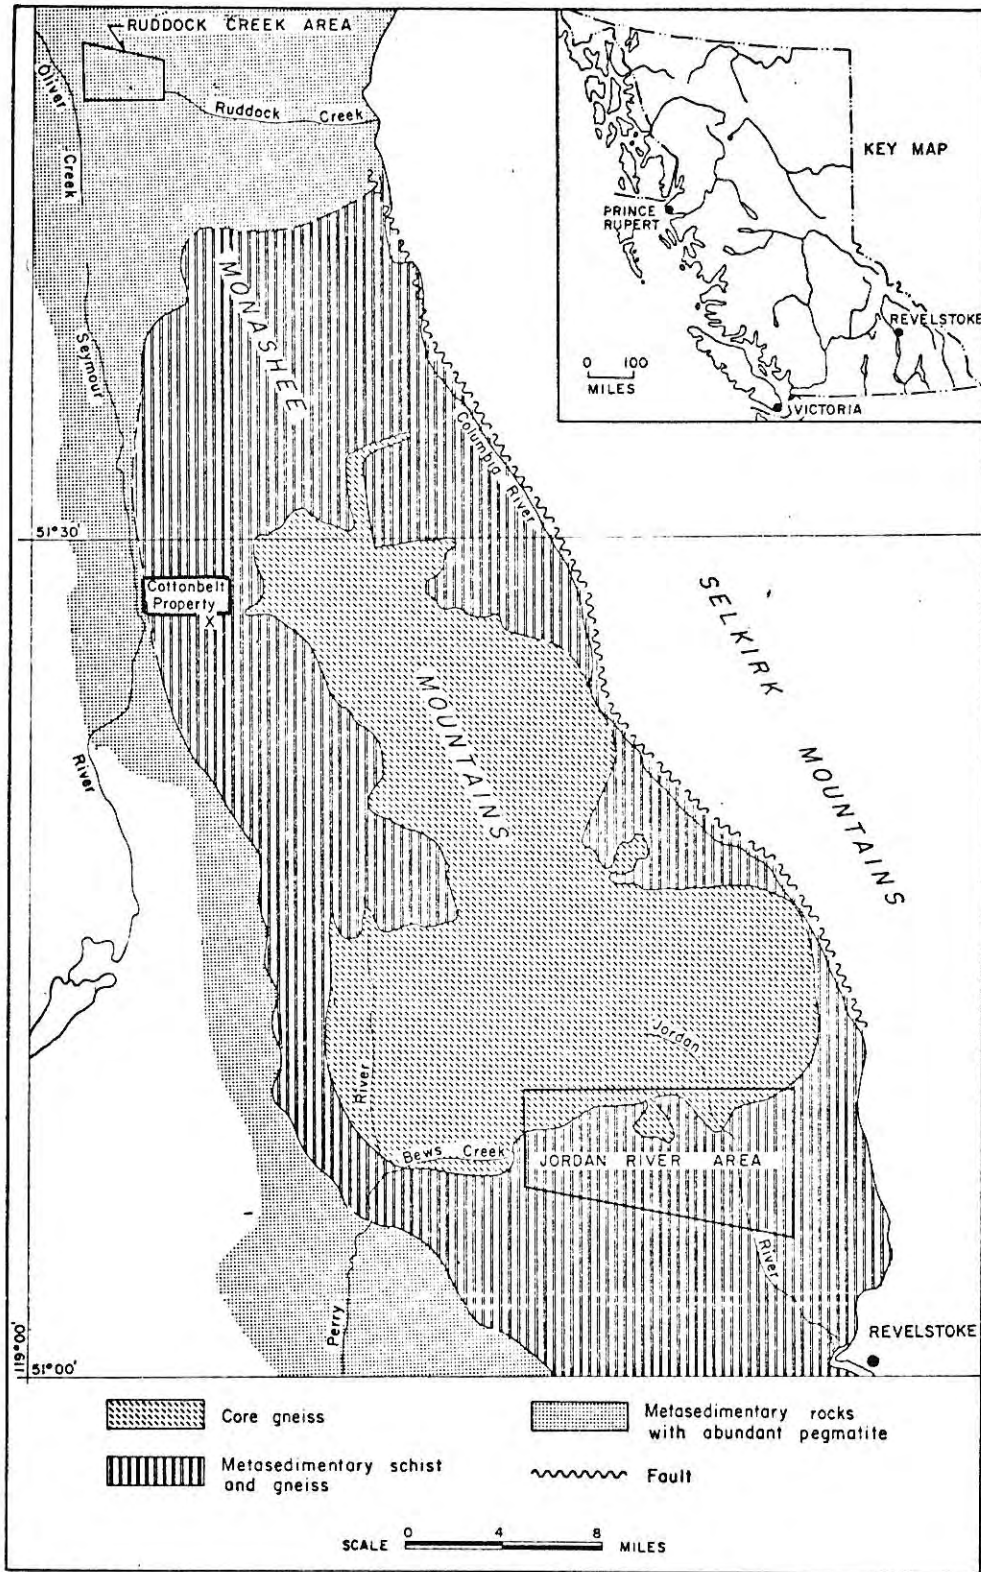 RUDDOCK CREEK AREA
Oliver
Creek
Ruddock Creek
KEY MAP
PRINCE
RUPERT
REVELSTOKE
0 100
MILES
VICTORIA
MONASHEE
Seymour
Columbia River
51°30'
Cottonbelt
Property
X
SELKIRK
MOUNTAINS
MOUNTAINS
River
Jordan
River
Bews Creek
JORDAN RIVER AREA
River
Perry
REVELSTOKE
119°00'
51°00'
Core gneiss
Metasedimentary rocks
with abundant pegmatite
Metasedimentary schist
and gneiss
Fault
0 4 8
SCALE MILES